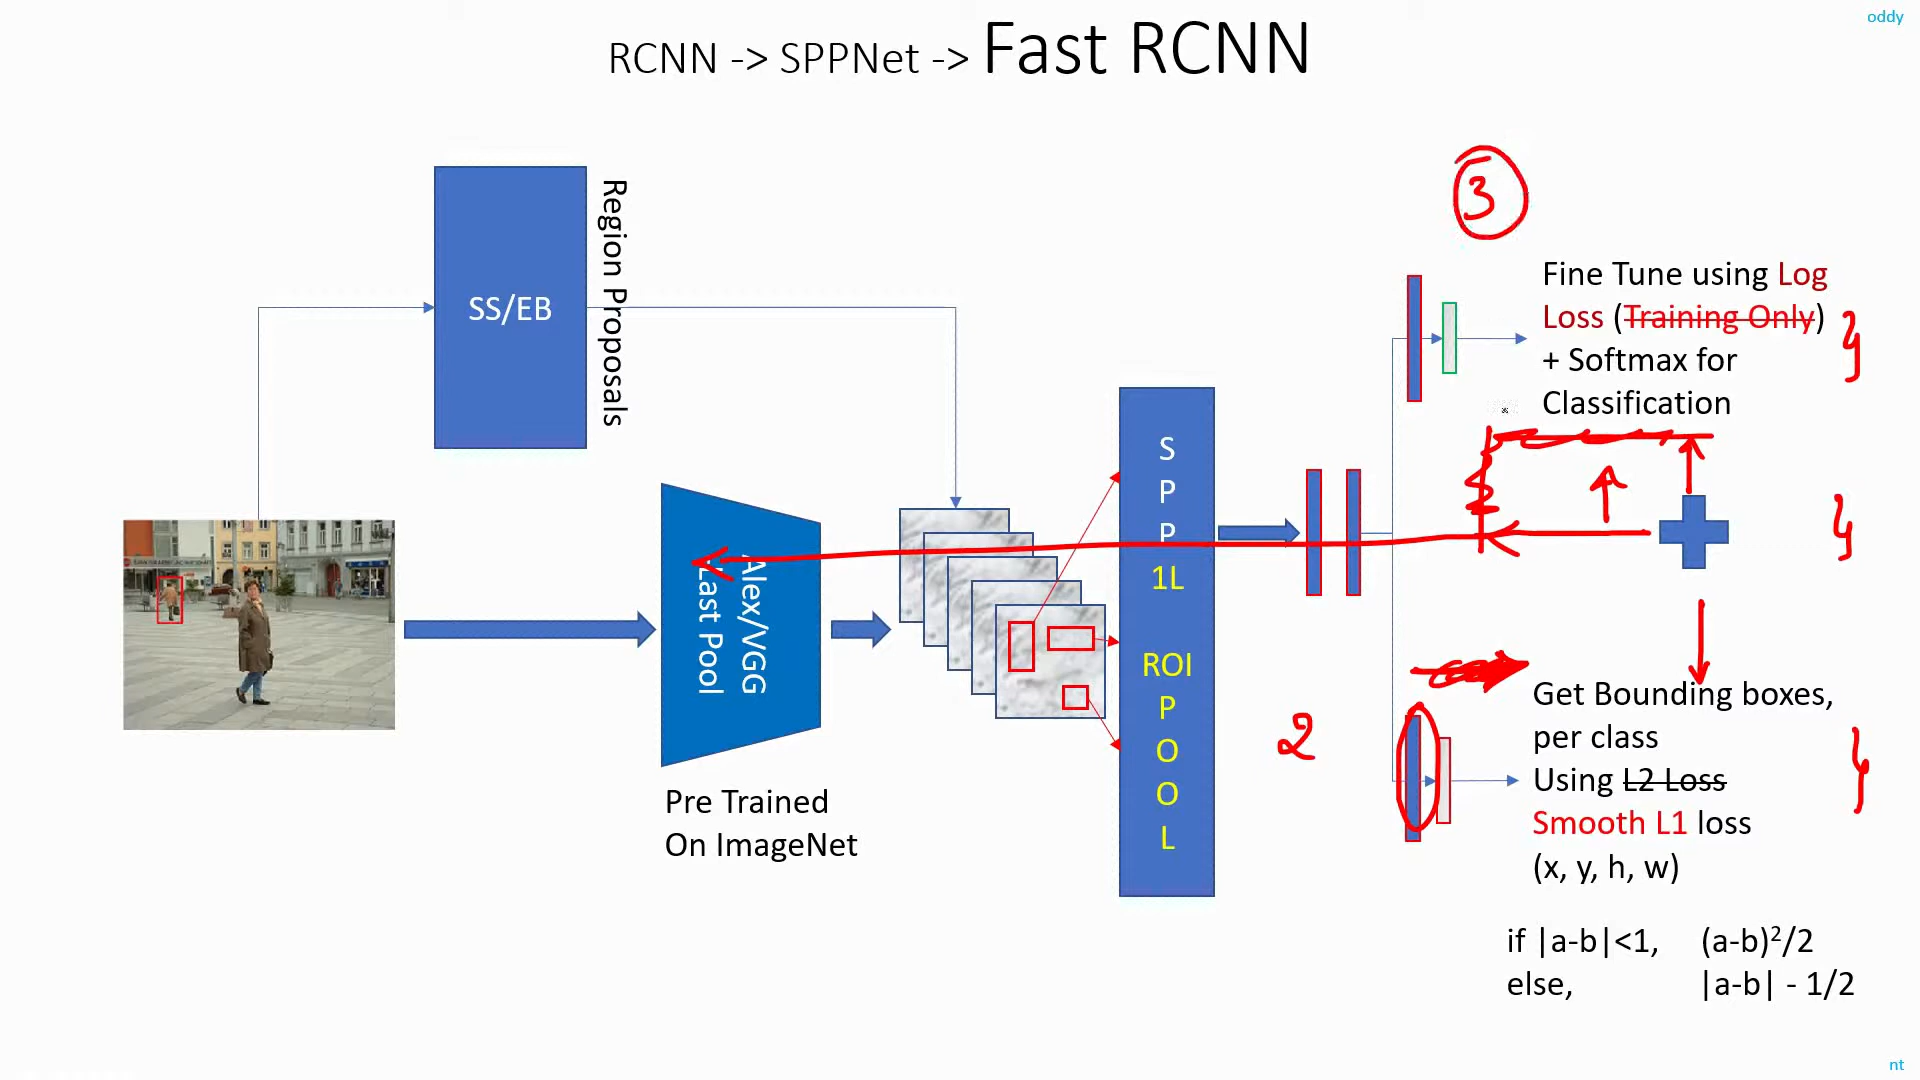 oddy
RCNN -> SPPNet -> Fast RCNN
3
SS/EB
Region Proposals
Fine Tune using Log
Loss (Training Only)
+ Softmax for
Classification
Alex/VGG
Last Pool
S
P
P
1L
ROI
P
O
O
L
2
Pre Trained
On ImageNet
Get Bounding boxes,
per class
Using L2 Loss
Smooth L1 loss
(x, y, h, w)
if |a-b|<1, (a-b)²/2
else, |a-b| - 1/2
nt